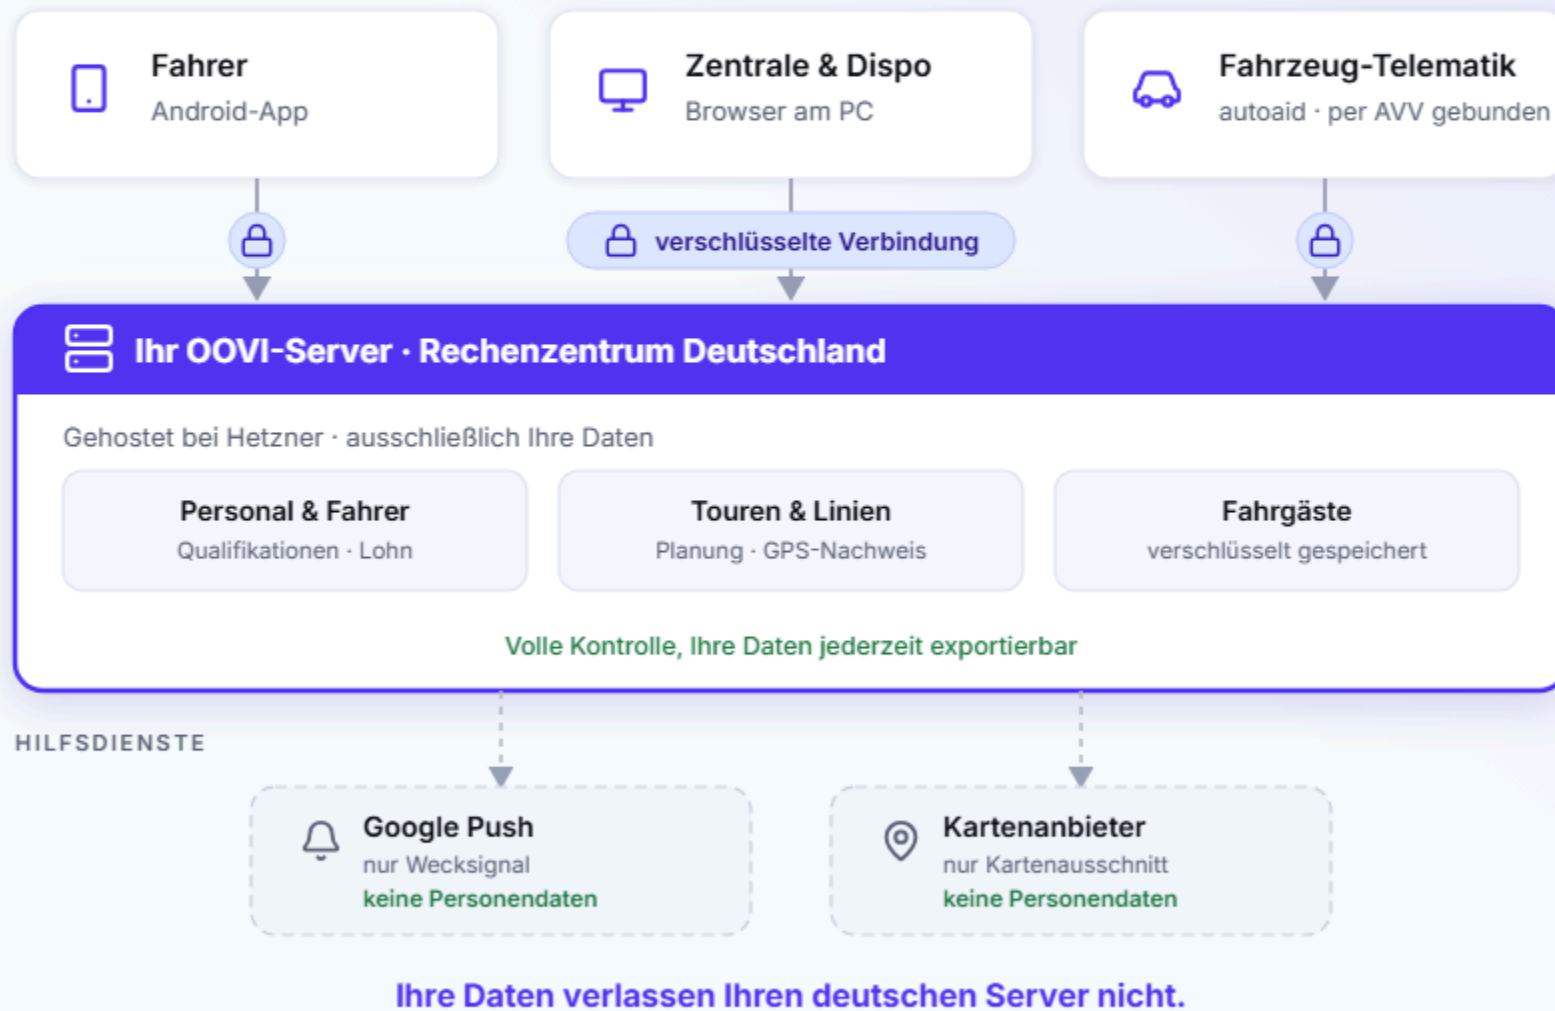 Fahrer
Android-App
Zentrale & Dispo
Browser am PC
Fahrzeug-Telematik
autoaid · per AVV gebunden
verschlüsselte Verbindung
Ihr OOVI-Server · Rechenzentrum Deutschland
Gehostet bei Hetzner · ausschließlich Ihre Daten
Personal & Fahrer
Qualifikationen · Lohn
Touren & Linien
Planung · GPS-Nachweis
Fahrgäste
verschlüsselt gespeichert
Volle Kontrolle, Ihre Daten jederzeit exportierbar
HILFSDIENSTE
Google Push
nur Wecksignal
keine Personendaten
Kartenanbieter
nur Kartenausschnitt
keine Personendaten
Ihre Daten verlassen Ihren deutschen Server nicht.